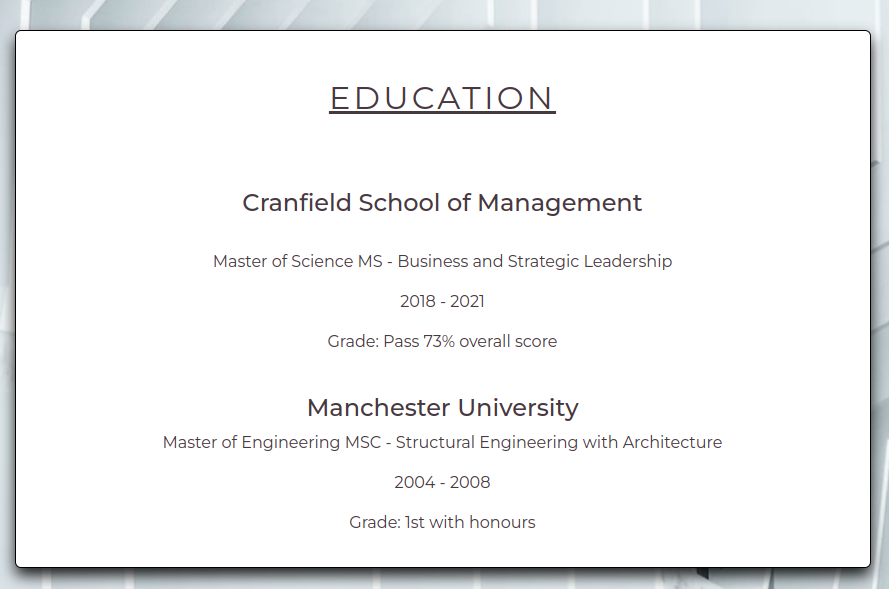 EDUCATION
Cranfield School of Management
Master of Science MS - Business and Strategic Leadership
2018 - 2021
Grade: Pass 73% overall score
Manchester University
Master of Engineering MSC - Structural Engineering with Architecture
2004 - 2008
Grade: 1st with honours